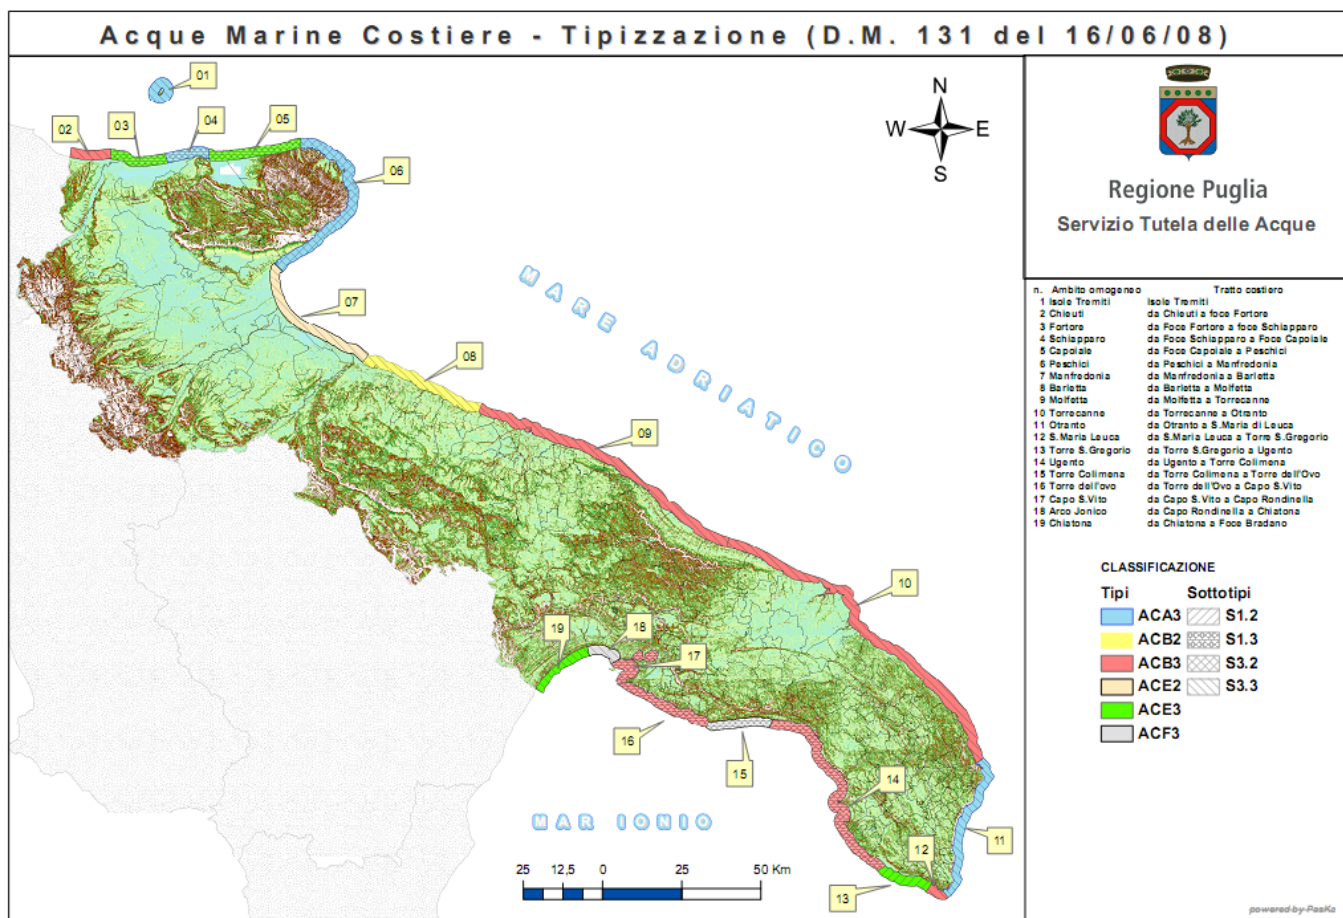 Acque Marine Costiere - Tipizzazione (D.M. 131 del 16/06/08)
01
02
03
04
05
06
07
08
09
10
11
12
13
14
15
16
17
18
19
N
W
E
S
MARE ADRIATICO
MAR IONIO
25 12,5 0 25 50 Km
Regione Puglia
Servizio Tutela delle Acque
n. Ambito omogeneo Tratto costiero
1 Isole Tremiti Isole Tremiti
2 Chieuti da Chieuti a foce Fortore
3 Fortore da Foce Fortore a foce Schiapparo
4 Schiapparo da Foce Schiapparo a Foce Capoiale
5 Capoiale da Foce Capoiale a Peschici
6 Peschici da Peschici a Manfredonia
7 Manfredonia da Manfredonia a Barletta
8 Barletta da Barletta a Molfetta
9 Molfetta da Molfetta a Torrecanne
10 Torrecanne da Torrecanne a Otranto
11 Otranto da Otranto a S.Maria di Leuca
12 S.Maria Leuca da S.Maria Leuca a Torre S.Gregorio
13 Torre S.Gregorio da Torre S.Gregorio a Ugento
14 Ugento da Ugento a Torre Colimena
15 Torre Colimena da Torre Colimena a Torre dell'Ovo
16 Torre dell'ovo da Torre dell'Ovo a Capo S.Vito
17 Capo S.Vito da Capo S.Vito a Capo Rondinella
18 Arco Jonico da Capo Rondinella a Chiatona
19 Chiatona da Chiatona a Foce Bradano
CLASSIFICAZIONE
Tipi Sottotipi
ACA3 S1.2
ACB2 S1.3
ACB3 S3.2
ACE2 S3.3
ACE3
ACF3
powered-by-PasKa